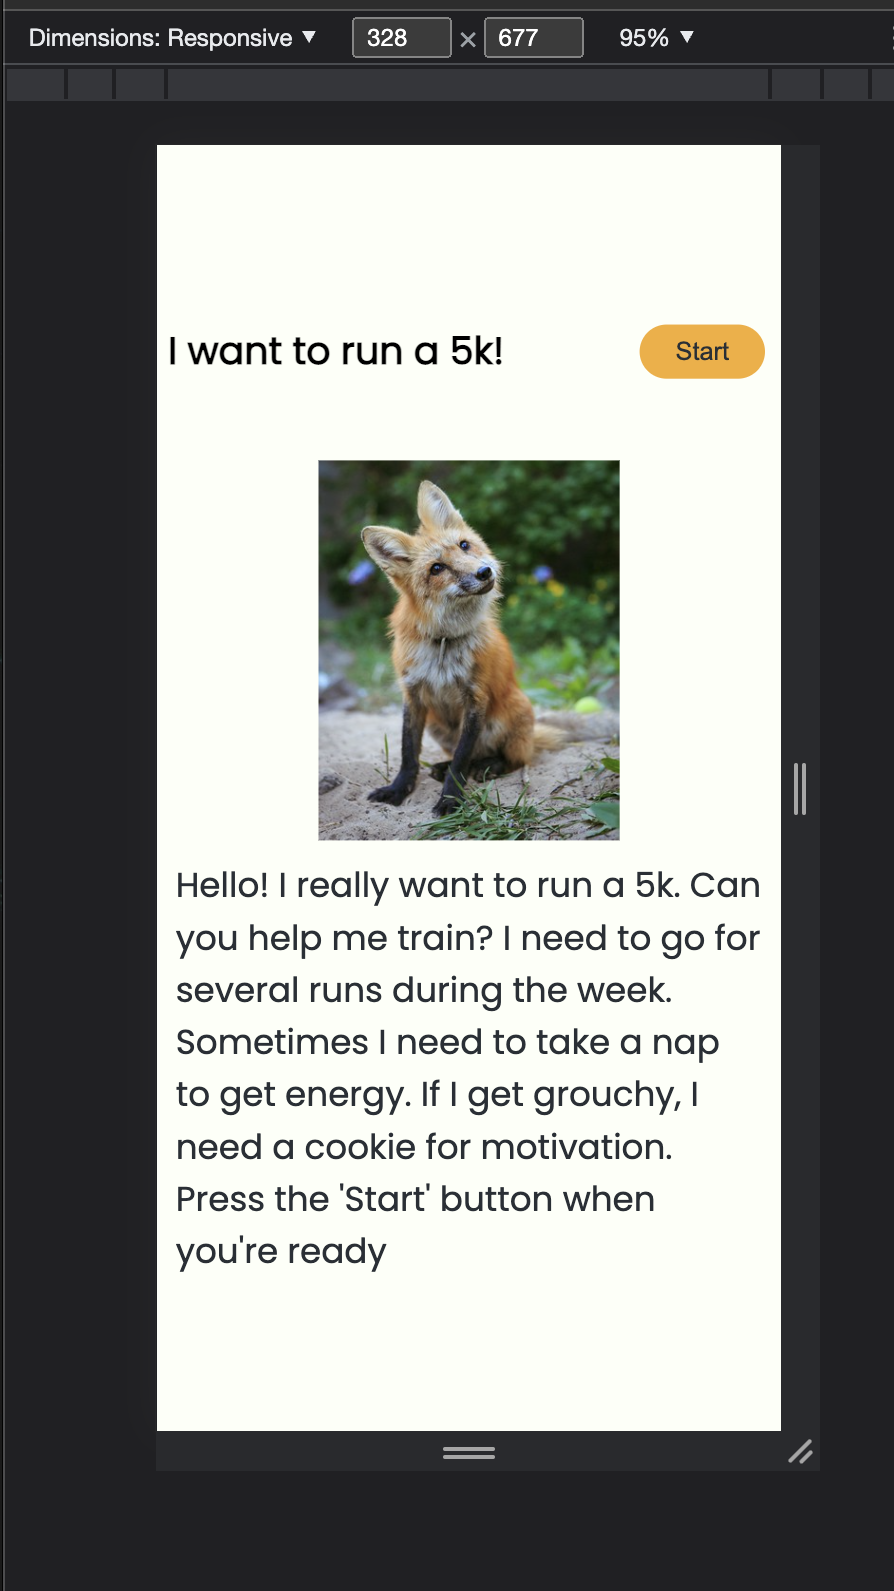 Dimensions: Responsive ▼ 328 × 677 95% ▼
I want to run a 5k! Start
Hello! I really want to run a 5k. Can
you help me train? I need to go for
several runs during the week.
Sometimes I need to take a nap
to get energy. If I get grouchy, I
need a cookie for motivation.
Press the 'Start' button when
you're ready